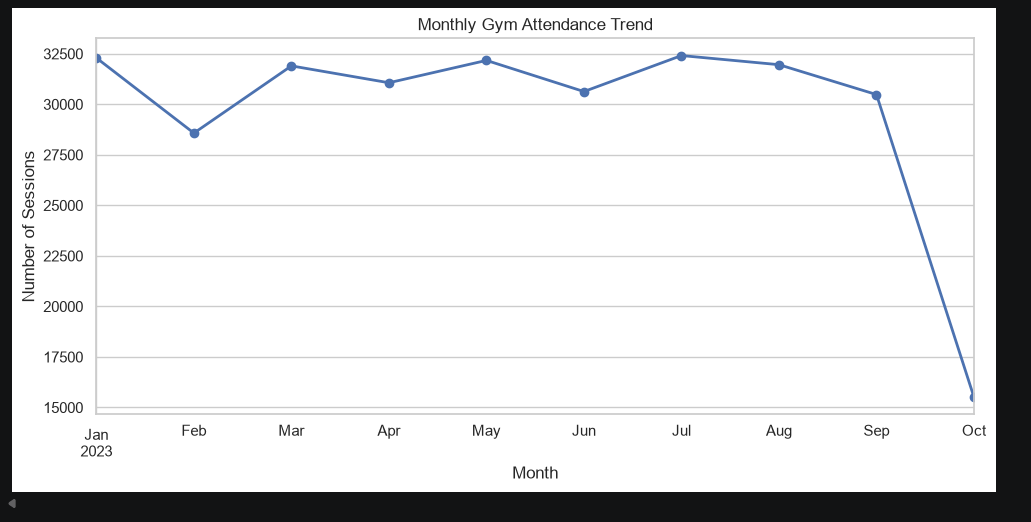 Monthly Gym Attendance Trend
32500
30000
27500
25000
22500
20000
17500
15000
Number of Sessions
Jan Feb Mar Apr May Jun Jul Aug Sep Oct
2023
Month